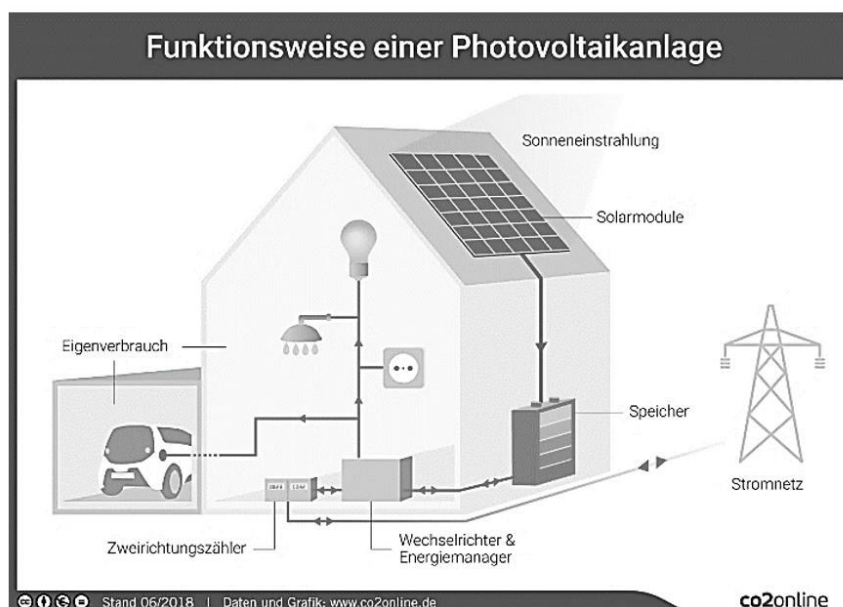 Funktionsweise einer Photovoltaikanlage
Sonneneinstrahlung
Solarmodule
Eigenverbrauch
Speicher
Stromnetz
Zweirichtungszähler
Wechselrichter &
Energiemanager
Stand 06/2018 | Daten und Grafik: www.co2online.de
co2online